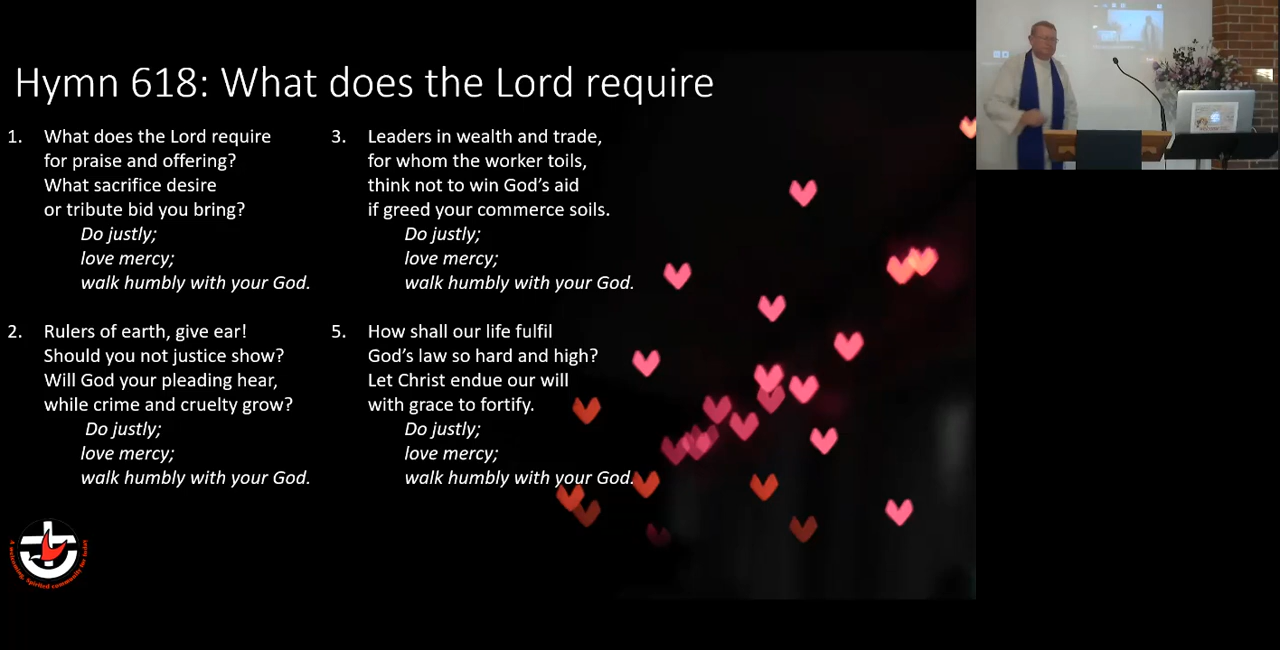 Hymn 618: What does the Lord require
1. What does the Lord require
for praise and offering?
What sacrifice desire
or tribute bid you bring?
Do justly;
love mercy;
walk humbly with your God.
2. Rulers of earth, give ear!
Should you not justice show?
Will God your pleading hear,
while crime and cruelty grow?
Do justly;
love mercy;
walk humbly with your God.
3. Leaders in wealth and trade,
for whom the worker toils,
think not to win God's aid
if greed your commerce soils.
Do justly;
love mercy;
walk humbly with your God.
5. How shall our life fulfil
God's law so hard and high?
Let Christ endue our will
with grace to fortify.
Do justly;
love mercy;
walk humbly with your God.
A welcoming, Spirited community for today